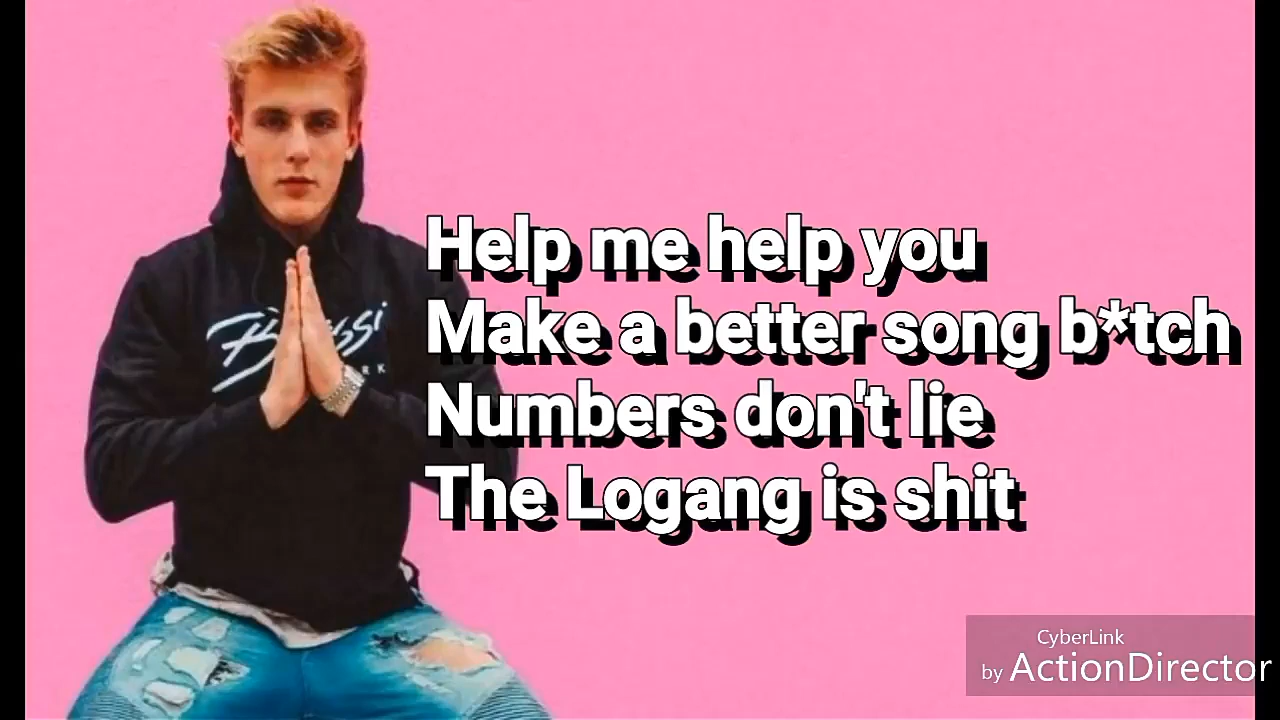 Help me help you
Make a better song b*tch
Numbers don't lie
The Logang is shit
CyberLink
by ActionDirector